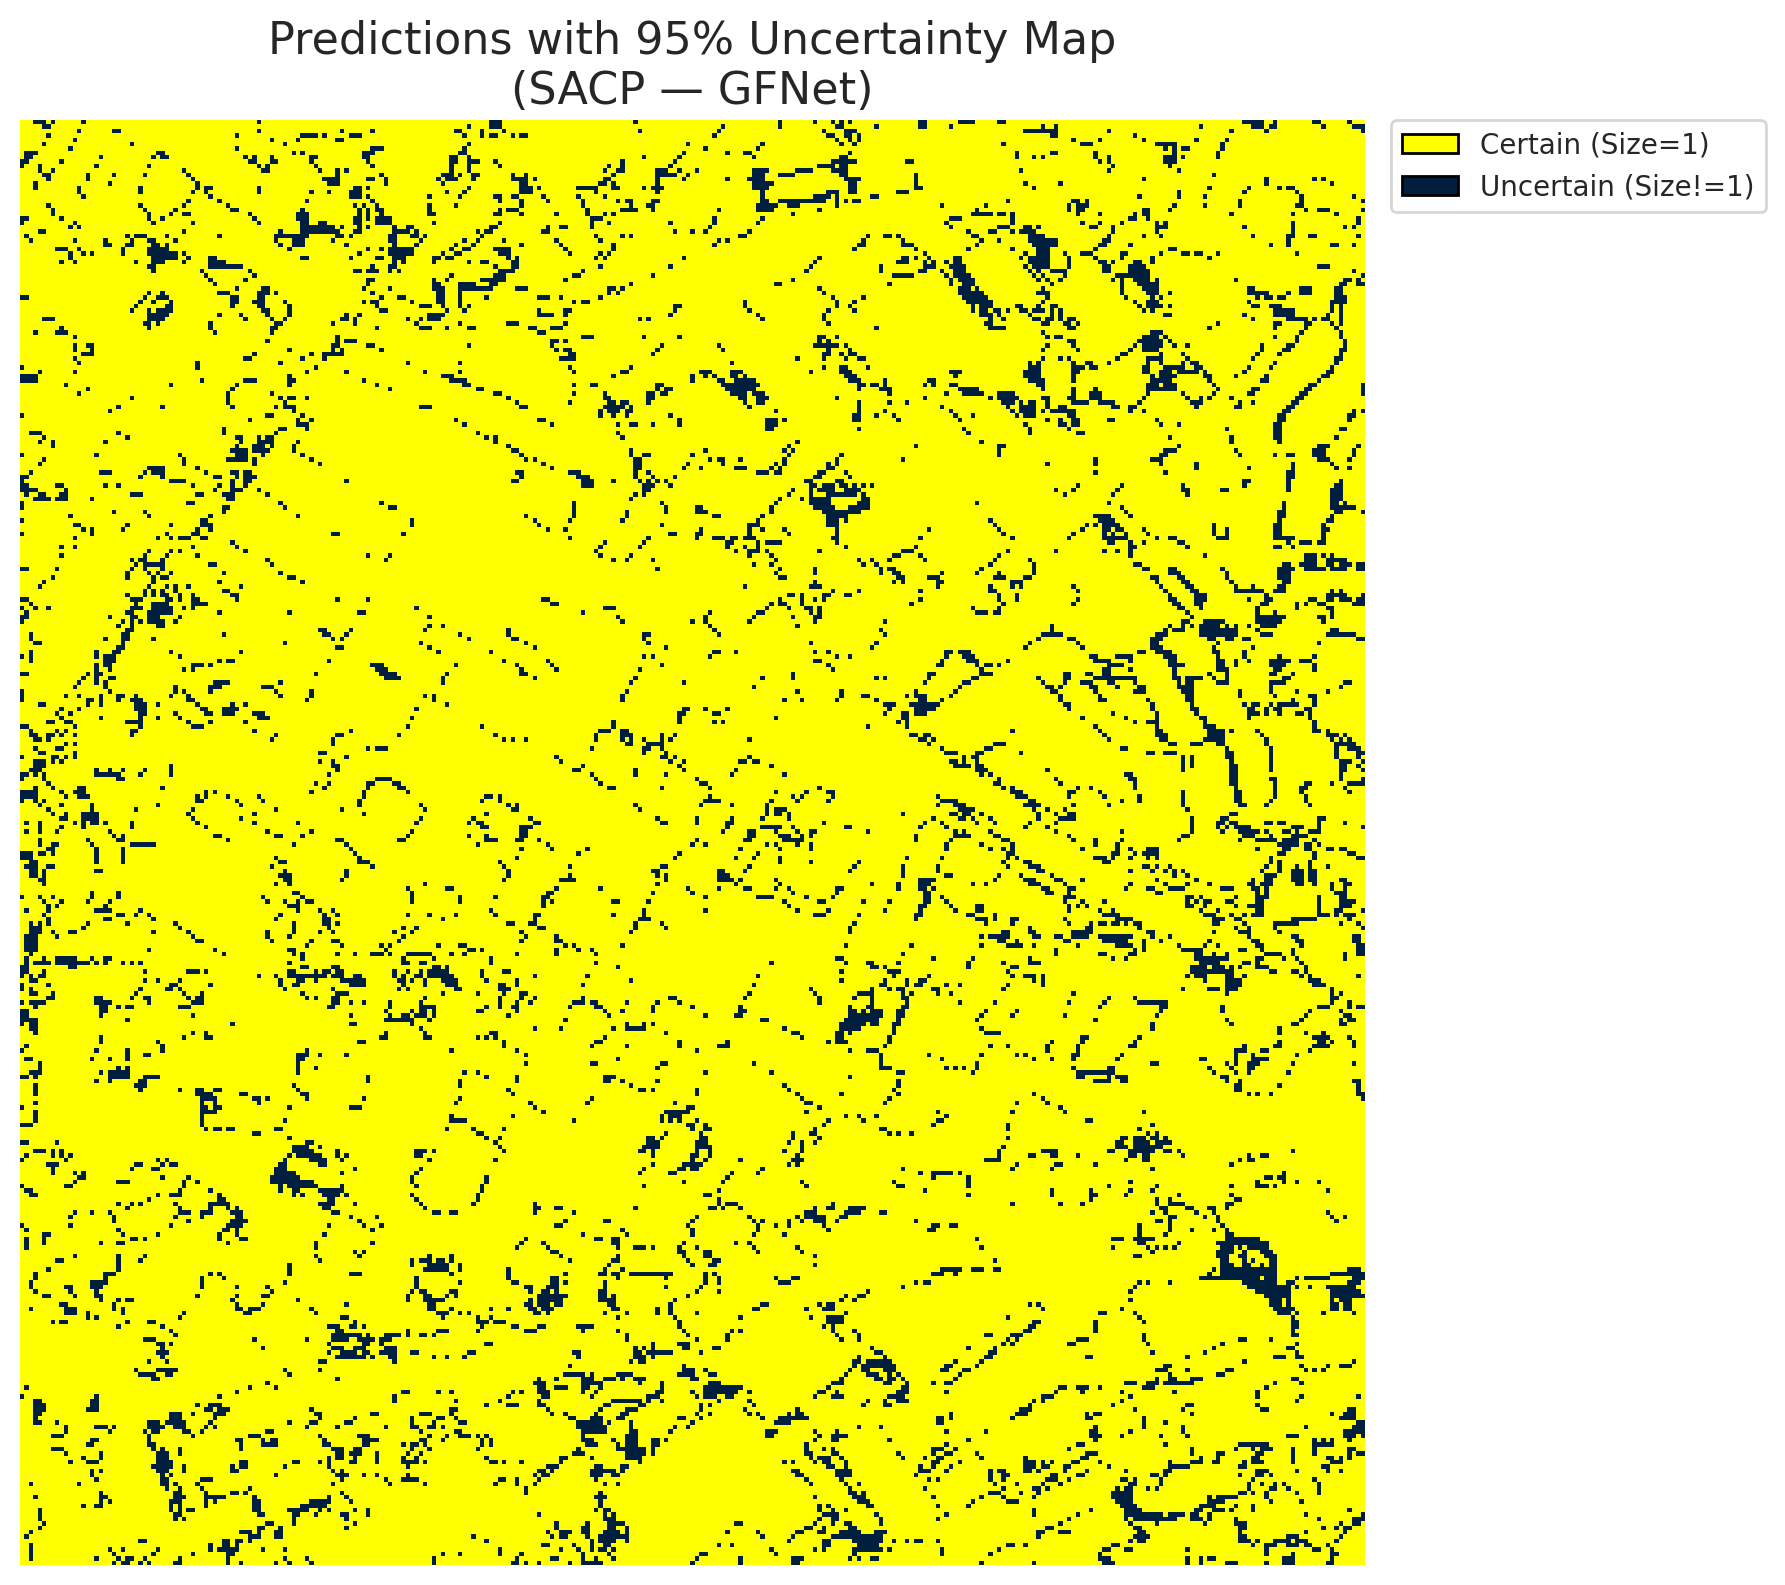 Predictions with 95% Uncertainty Map
(SACP — GFNet)
Certain (Size=1)
Uncertain (Size!=1)